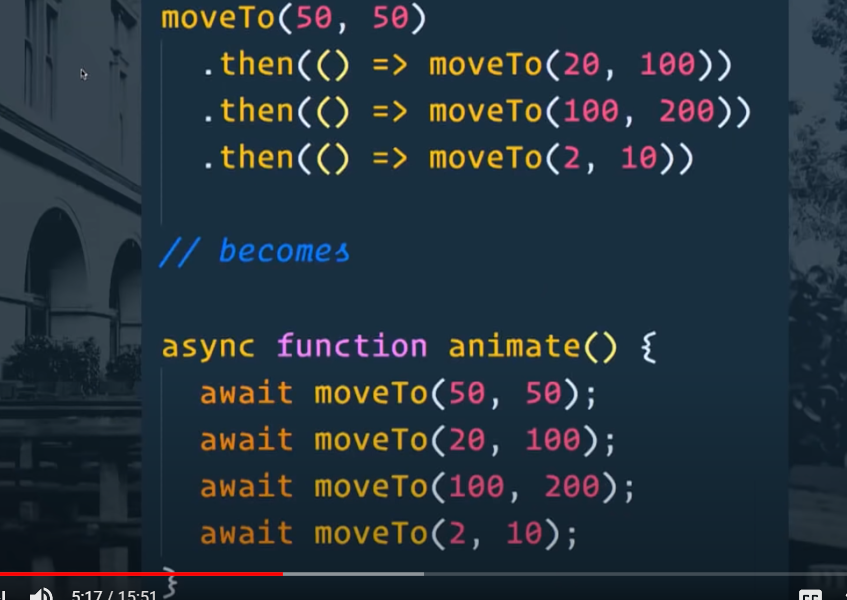 moveTo(50, 50)
.then(() => moveTo(20, 100))
.then(() => moveTo(100, 200))
.then(() => moveTo(2, 10))
// becomes
async function animate() {
await moveTo(50, 50);
await moveTo(20, 100);
await moveTo(100, 200);
await moveTo(2, 10);
}
5:17 / 15:51